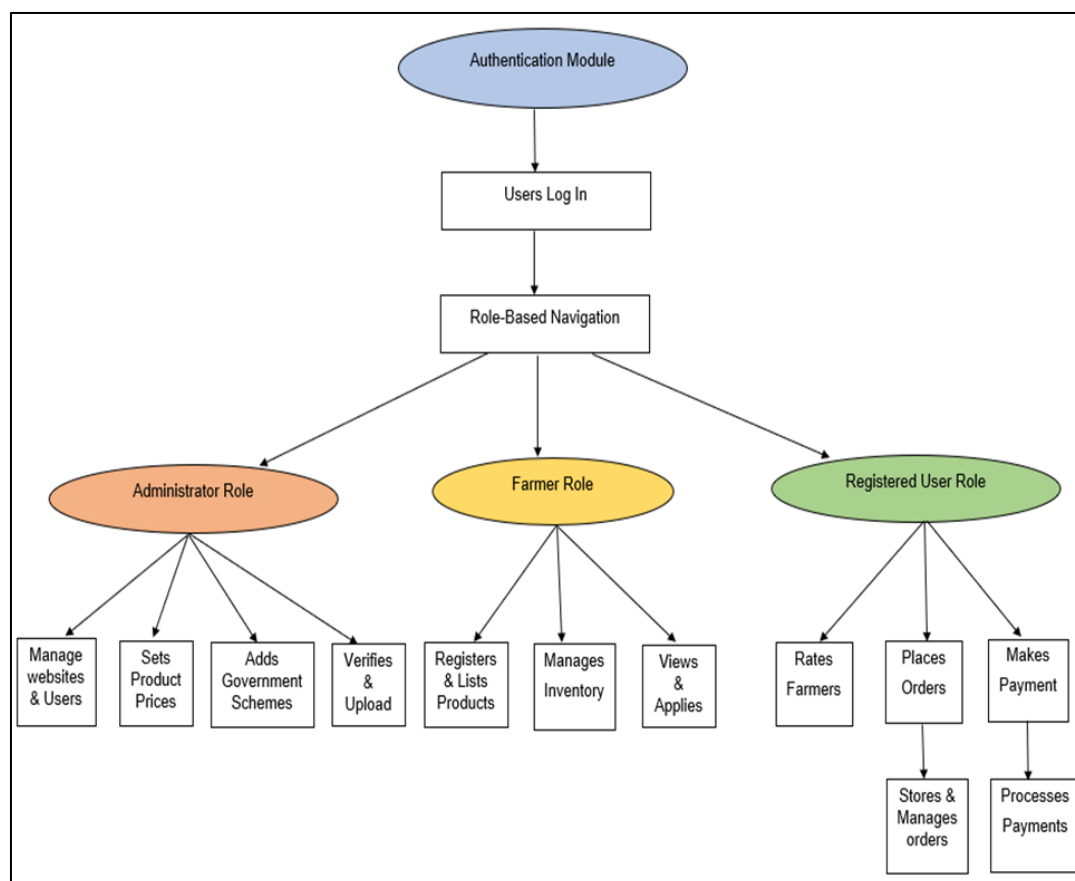 Authentication Module
Users Log In
Role-Based Navigation
Administrator Role
Farmer Role
Registered User Role
Manage
websites
& Users
Sets
Product
Prices
Adds
Government
Schemes
Verifies
&
Upload
Registers
& Lists
Products
Manages
Inventory
Views
&
Applies
Rates
Farmers
Places
Orders
Makes
Payment
Stores &
Manages
orders
Processes
Payments